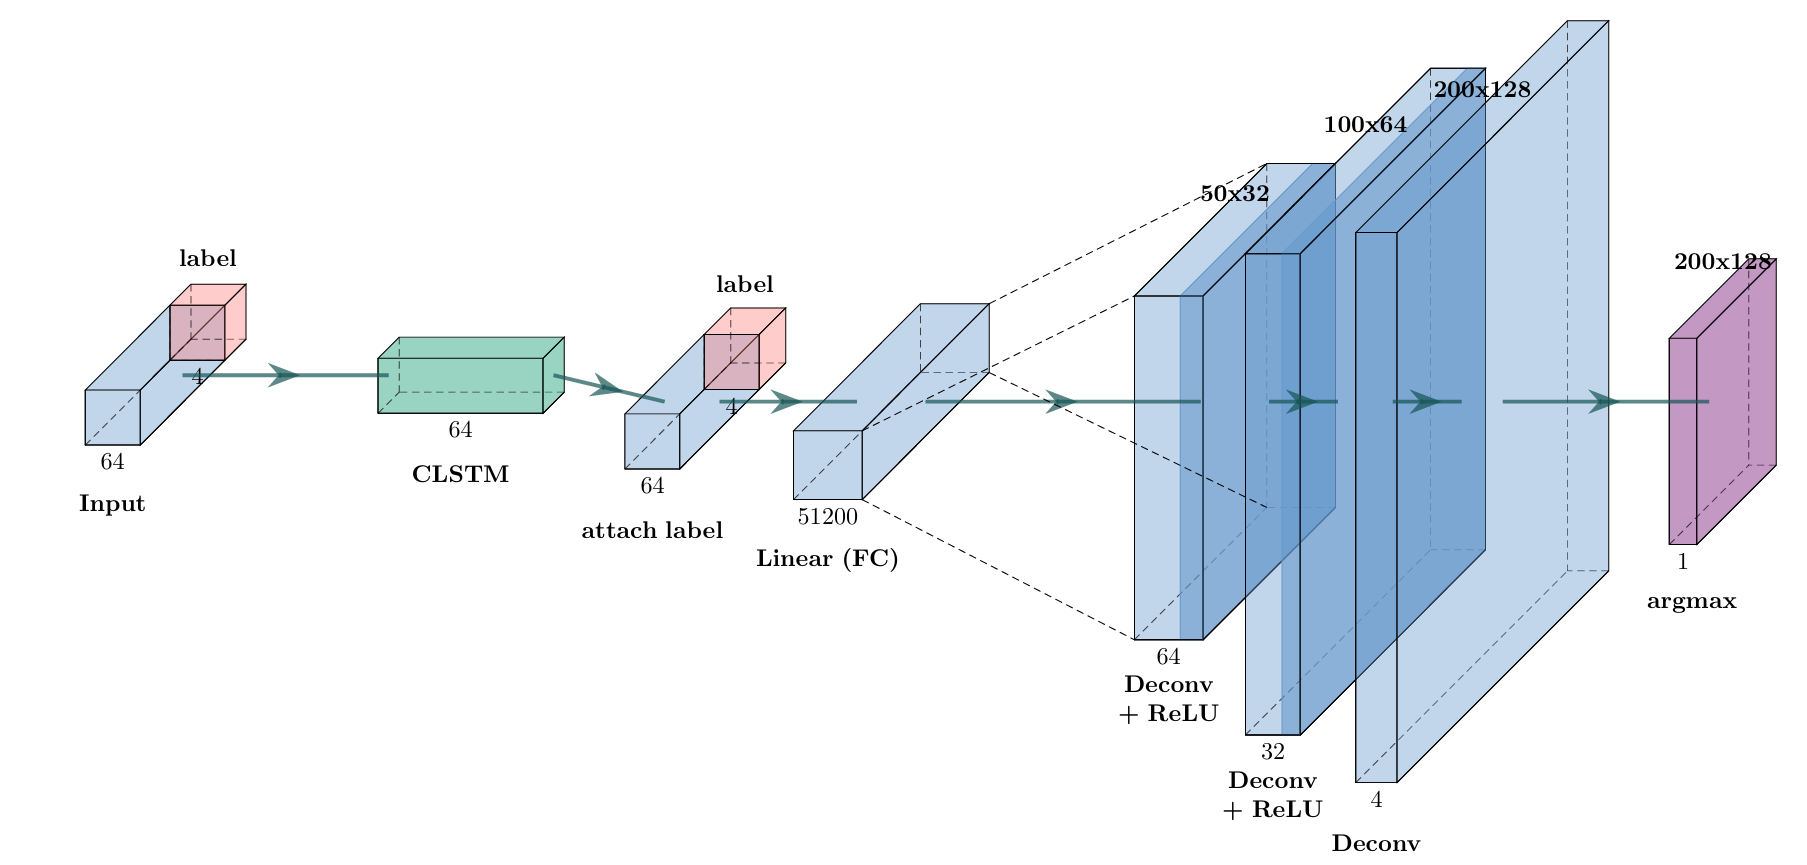 label
4
64
Input
64
CLSTM
label
4
64
attach label
51200
Linear (FC)
50x32
64
Deconv
+ ReLU
100x64
32
Deconv
+ ReLU
200x128
4
Deconv
200x128
1
argmax